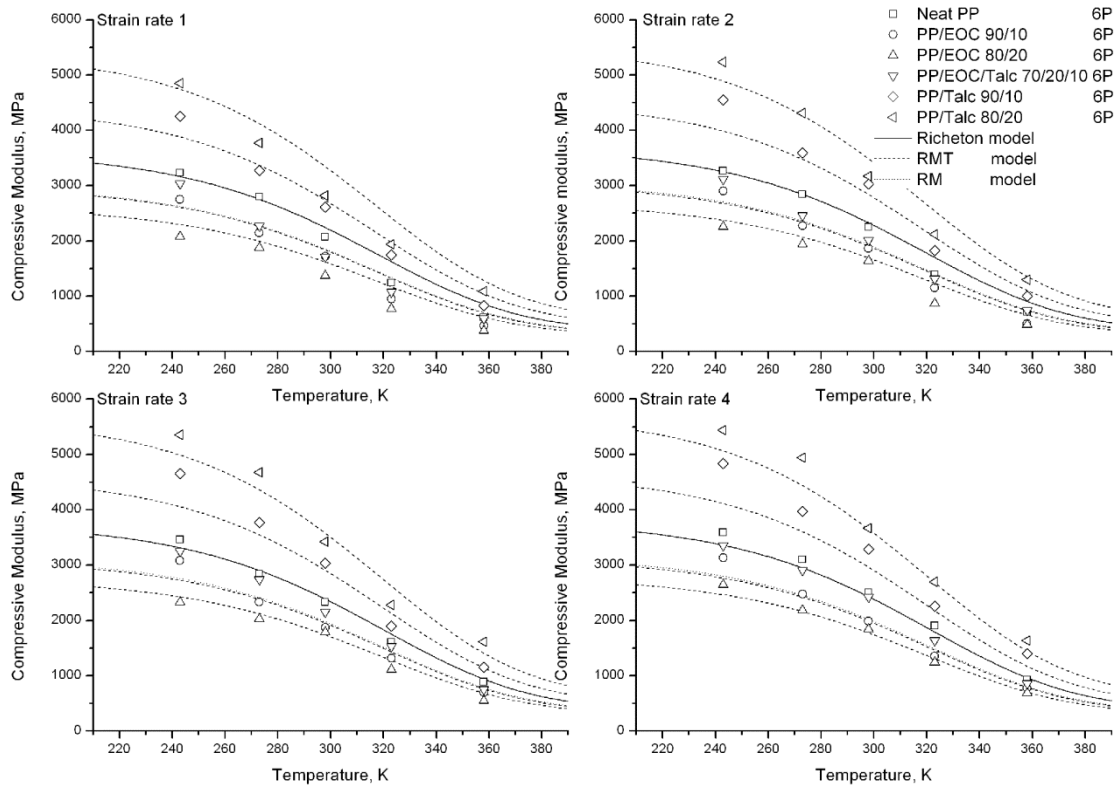 Strain rate 1
6000
5000
4000
3000
2000
1000
0
Compressive Modulus, MPa
220 240 260 280 300 320 340 360 380
Temperature, K
Strain rate 2
6000
5000
4000
3000
2000
1000
0
Compressive modulus, MPa
220 240 260 280 300 320 340 360 380
Temperature, K
Neat PP 6P
PP/EOC 90/10 6P
PP/EOC 80/20 6P
PP/EOC/Talc 70/20/10 6P
PP/Talc 90/10 6P
PP/Talc 80/20 6P
Richeton model
RMT model
RM model
Strain rate 3
6000
5000
4000
3000
2000
1000
0
Compressive Modulus, MPa
220 240 260 280 300 320 340 360 380
Temperature, K
Strain rate 4
6000
5000
4000
3000
2000
1000
0
Compressive Modulus, MPa
220 240 260 280 300 320 340 360 380
Temperature, K